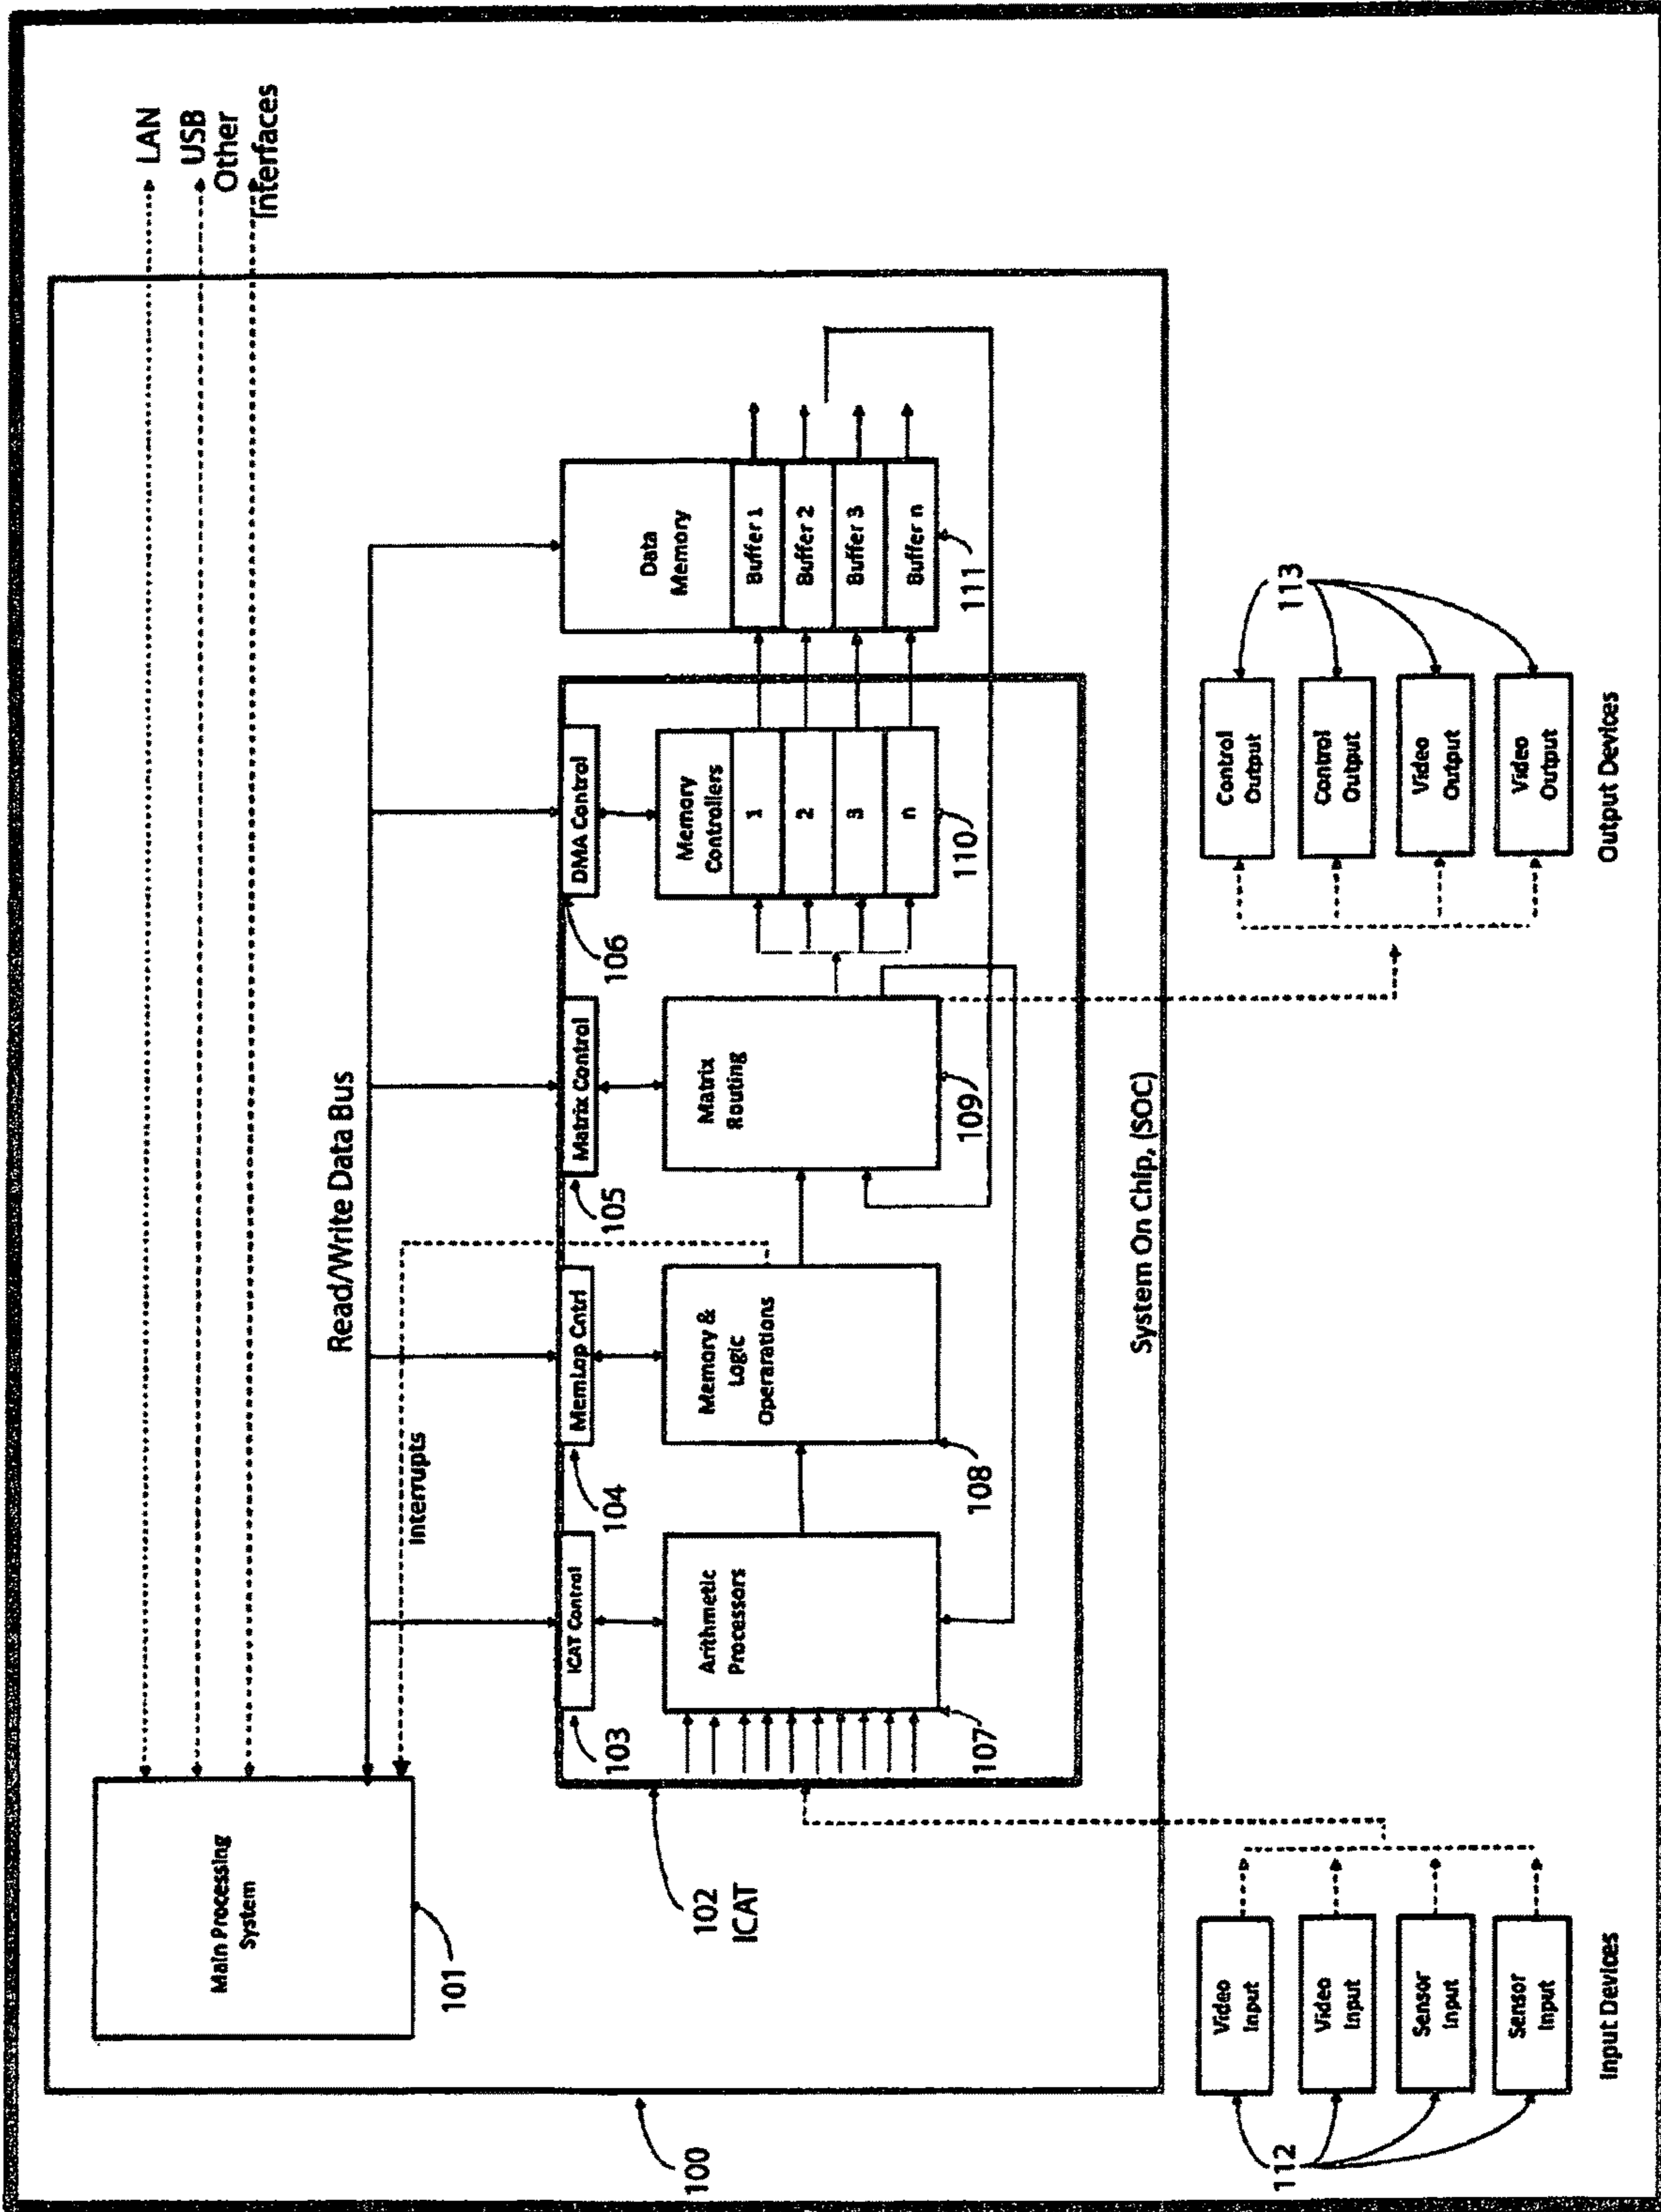 LAN
USB
Other
Interfaces
Main Processing
System
101
Read/Write Data Bus
Interrupts
ICAT Control
MemLop Cntrl
Matrix Control
DMA Control
103
104
105
106
102
ICAT
Arithmetic
Processors
107
Memory &
Logic
Operarations
108
Matrix
Routing
109
Memory
Controllers
1
2
3
n
110
Data
Memory
Buffer 1
Buffer 2
Buffer 3
Buffer n
111
System On Chip, (SOC)
100
112
Video
Input
Video
Input
Sensor
Input
Sensor
Input
Input Devices
113
Control
Output
Control
Output
Video
Output
Video
Output
Output Devices